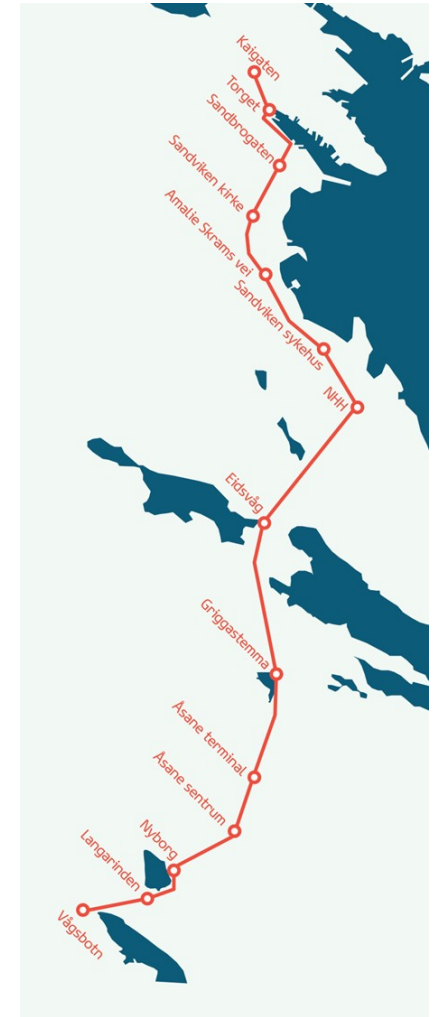 Kaigaten
Torget
Sandbrogaten
Sandviken kirke
Amalie Skrams vei
Sandviken sykehus
NHH
Eidsvåg
Griggastemma
Åsane terminal
Åsane sentrum
Nyborg
Langarinden
Vågsbotn